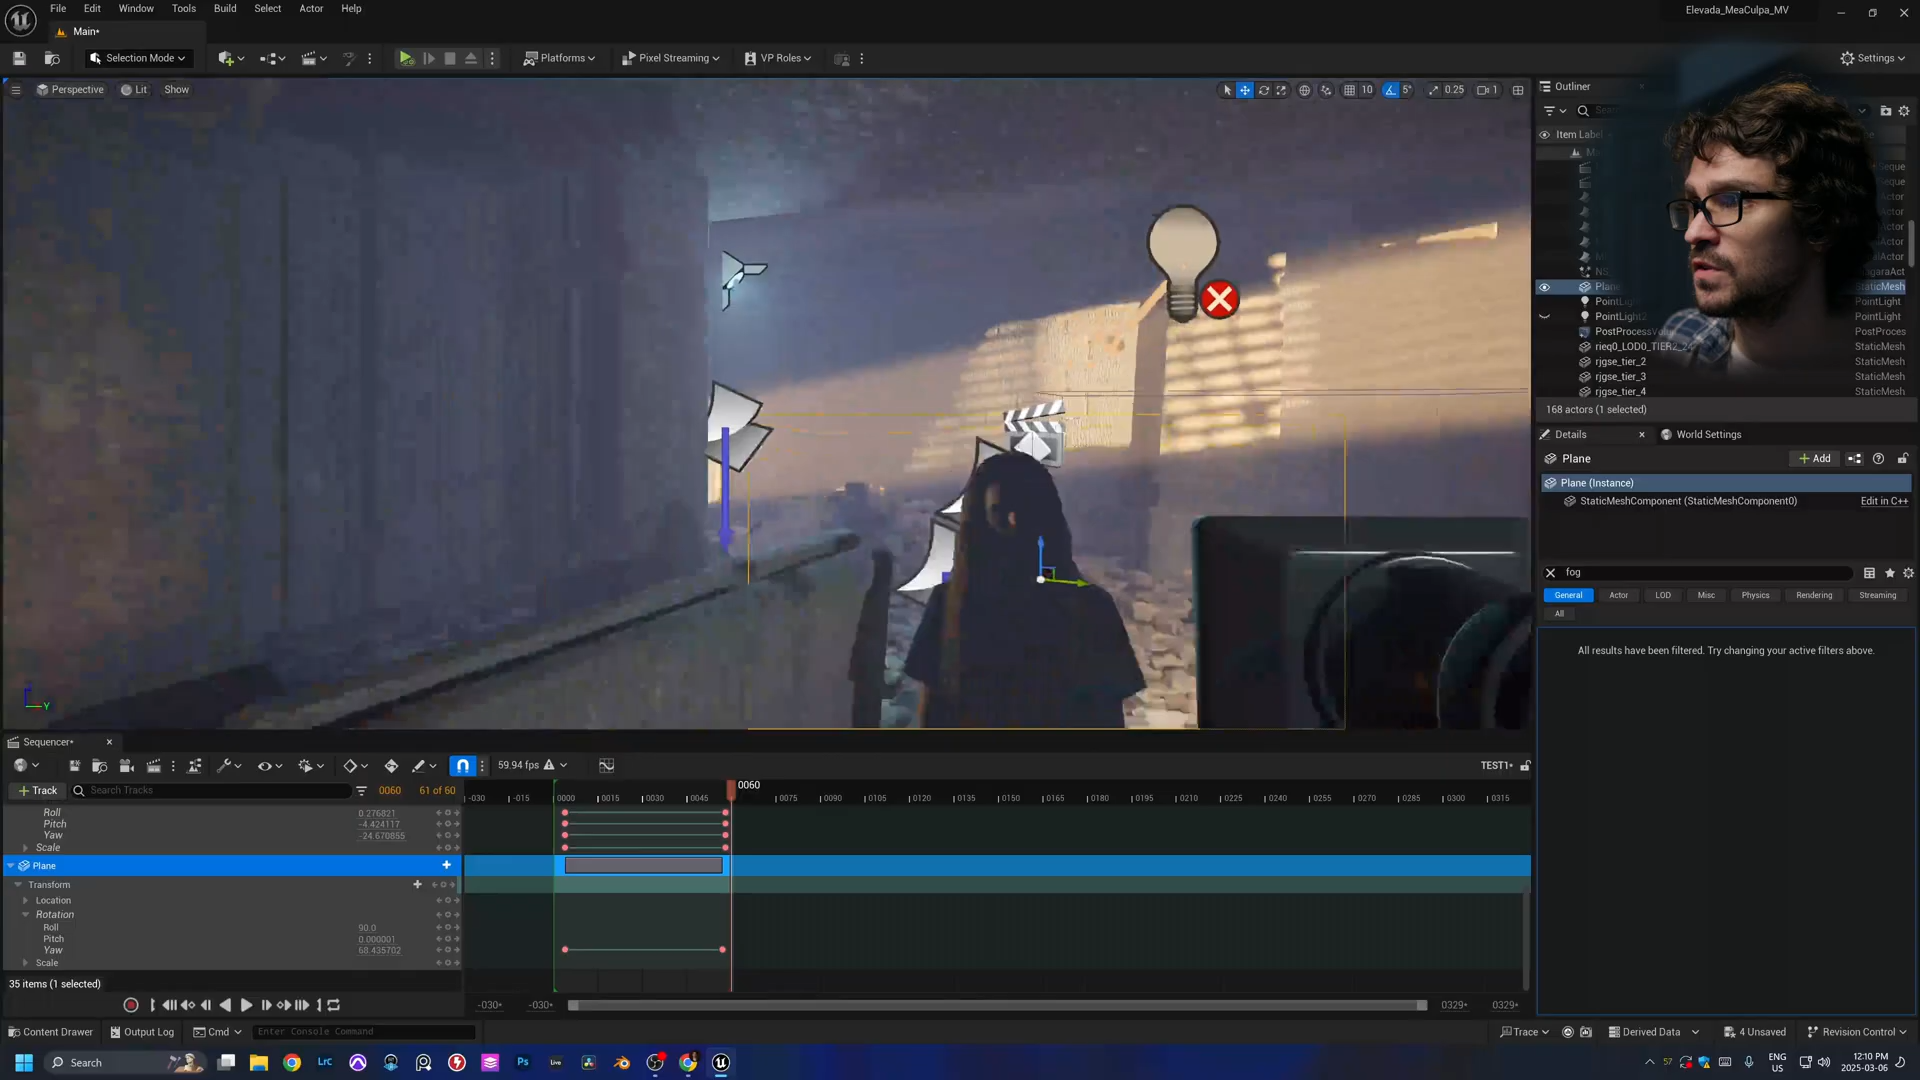 File Edit Window Tools Build Select Actor Help
Elevada_MeaCulpa_MV
Main*
Selection Mode
Platforms
Pixel Streaming
VP Roles
Settings
Perspective
Lit
Show
10
5°
0.25
1
Outliner
Item Label
Plane
StaticMesh
PointLight
PointLight2
PointLight
PostProcessVolu
PostProces
rieq0_LOD0_TIER2_2
StaticMesh
rjgse_tier_2
StaticMesh
rjgse_tier_3
StaticMesh
rjgse_tier_4
StaticMesh
168 actors (1 selected)
Details
World Settings
Plane
Add
Plane (Instance)
StaticMeshComponent (StaticMeshComponent0)
Edit in C++
fog
General
Actor
LOD
Misc
Physics
Rendering
Streaming
All
All results have been filtered. Try changing your active filters above.
Sequencer*
59.94 fps
TEST1*
Track
Search Tracks
0060
61 of 60
-030 -015 0000 0015 0030 0045 0060 0075 0090 0105 0120 0135 0150 0165 0180 0195 0210 0225 0240 0255 0270 0285 0300 0315
Roll
0.276821
Pitch
-4.424117
Yaw
-24.670855
Scale
Plane
Transform
Location
Rotation
Roll
90.0
Pitch
0.000001
Yaw
68.435702
Scale
35 items (1 selected)
-030*
-030*
0329*
0329*
Content Drawer
Output Log
Cmd
Enter Console Command
Trace
Derived Data
4 Unsaved
Revision Control
Search
LrC
Ps
Live
57
ENG
US
12:10 PM
2025-03-06